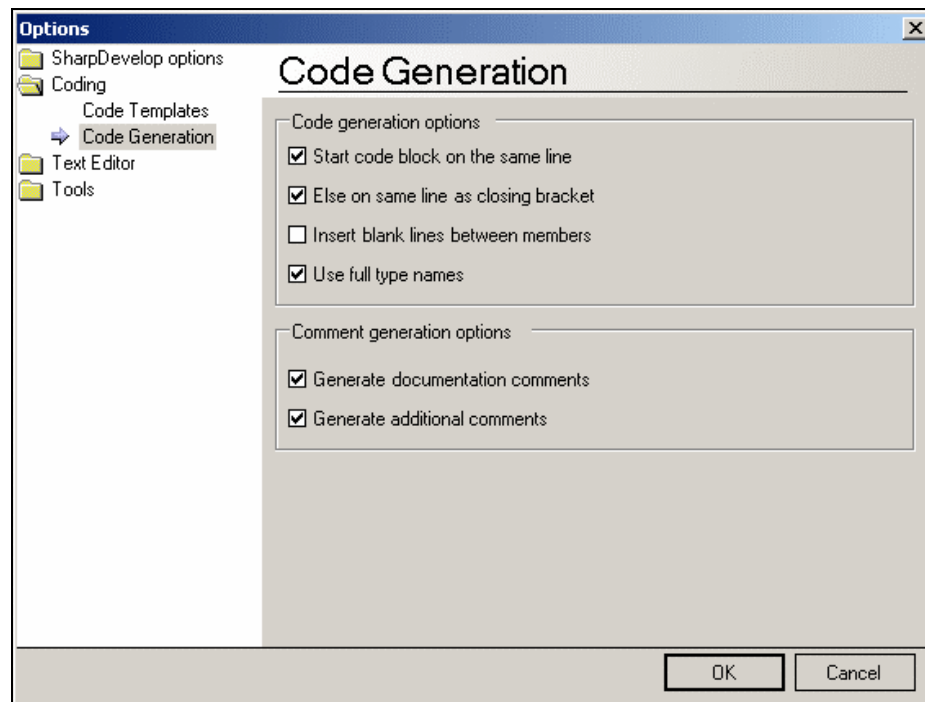 Options
SharpDevelop options
Coding
Code Templates
Code Generation
Text Editor
Tools
Code Generation
Code generation options
Start code block on the same line
Else on same line as closing bracket
Insert blank lines between members
Use full type names
Comment generation options
Generate documentation comments
Generate additional comments
OK
Cancel